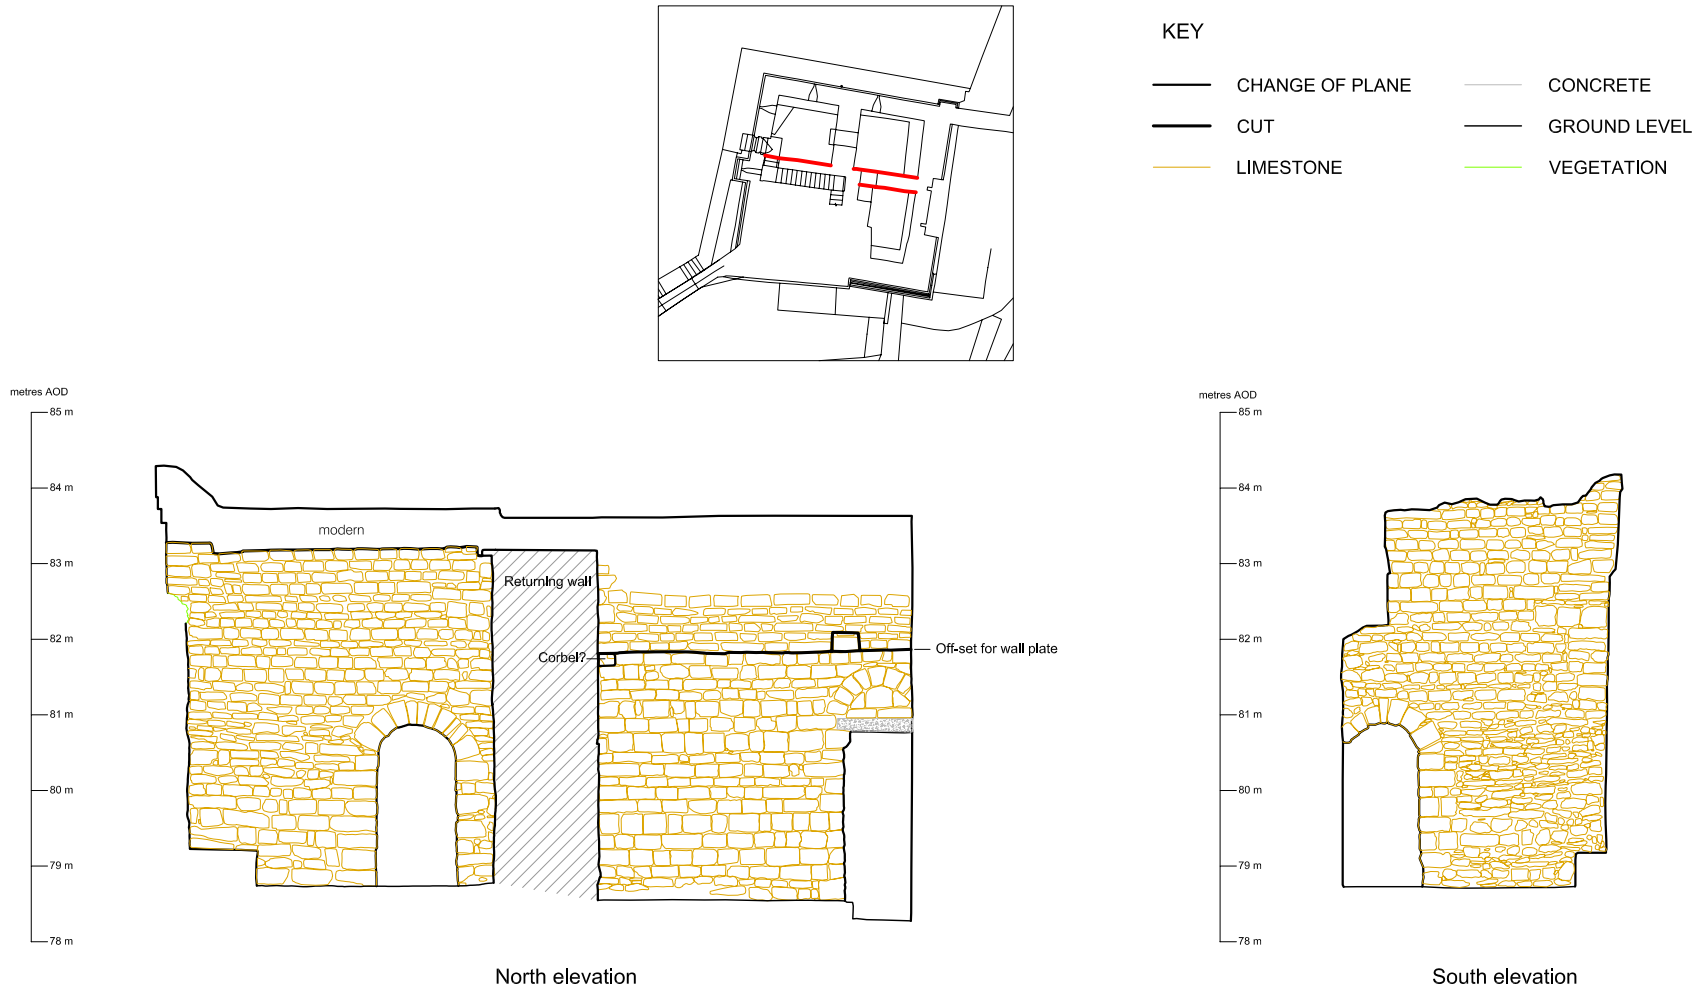 KEY
CHANGE OF PLANE
CONCRETE
CUT
GROUND LEVEL
LIMESTONE
VEGETATION
metres AOD
85 m
84 m
83 m
82 m
81 m
80 m
79 m
78 m
modern
Returning wall
Corbel?
Off-set for wall plate
North elevation
metres AOD
85 m
84 m
83 m
82 m
81 m
80 m
79 m
78 m
South elevation